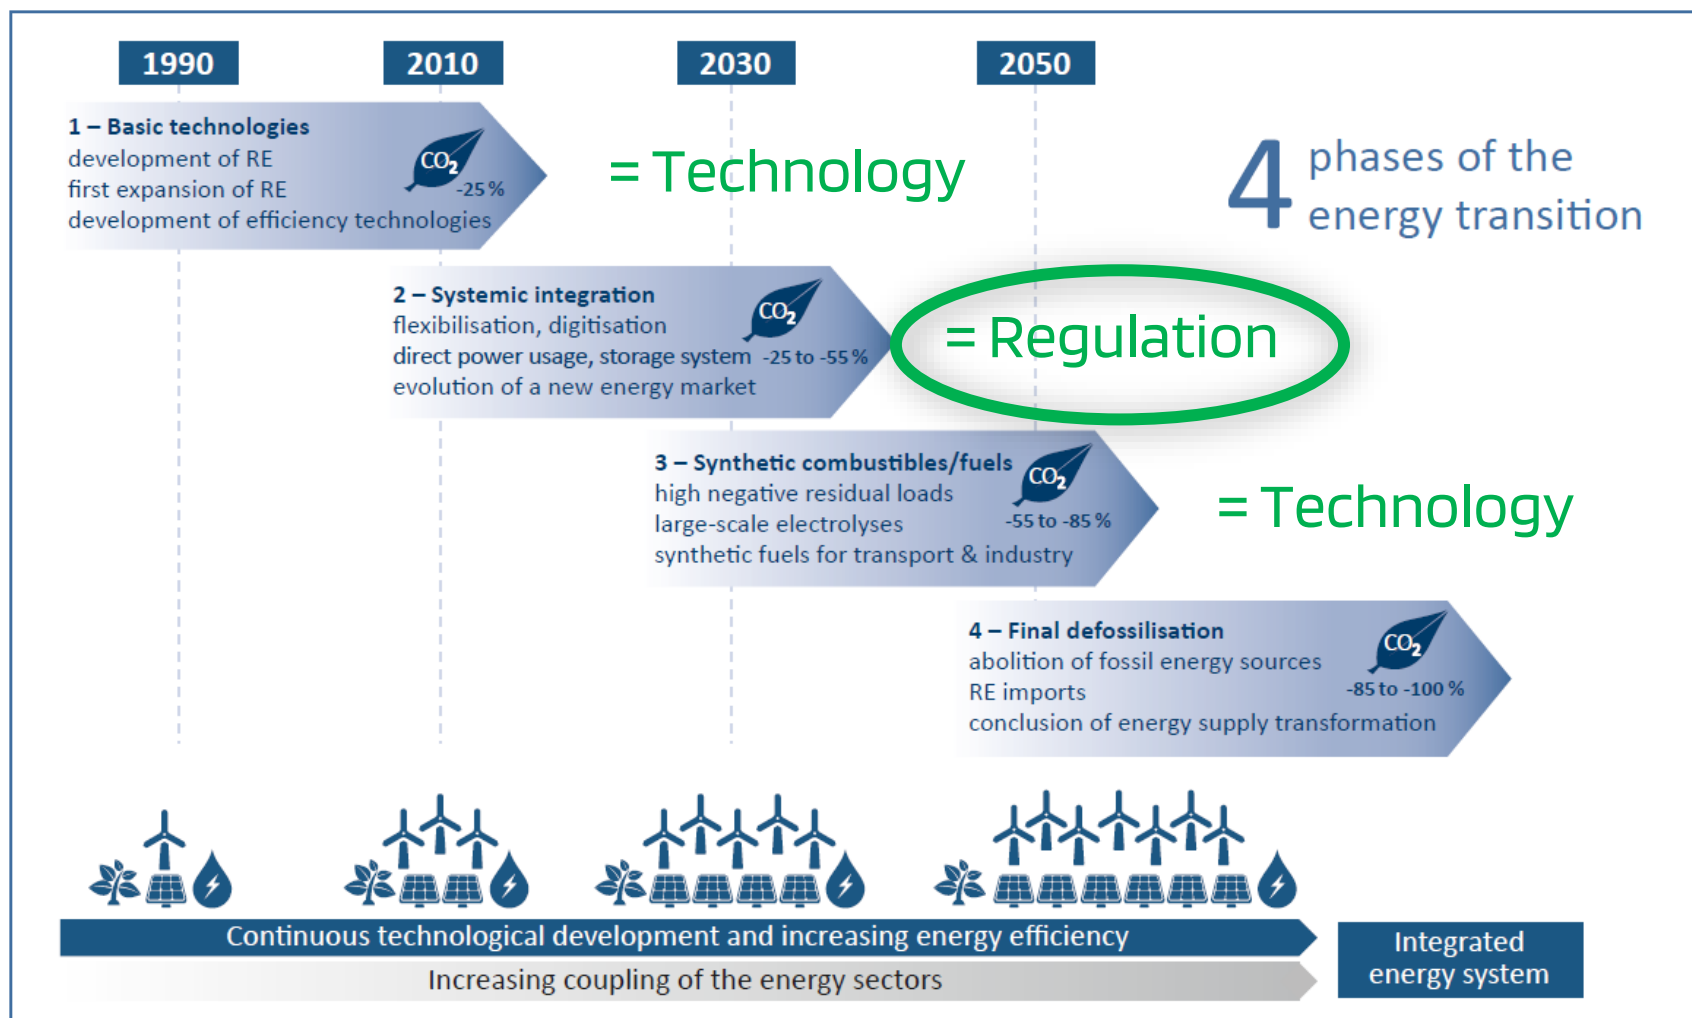 1990
2010
2030
2050
1 – Basic technologies
development of RE
first expansion of RE
development of efficiency technologies
CO2
-25 %
= Technology
4
phases of the
energy transition
2 – Systemic integration
flexibilisation, digitisation
direct power usage, storage system
evolution of a new energy market
CO2
-25 to -55 %
= Regulation
3 – Synthetic combustibles/fuels
high negative residual loads
large-scale electrolyses
synthetic fuels for transport & industry
CO2
-55 to -85 %
= Technology
4 – Final defossilisation
abolition of fossil energy sources
RE imports
conclusion of energy supply transformation
CO2
-85 to -100 %
Continuous technological development and increasing energy efficiency
Increasing coupling of the energy sectors
Integrated
energy system